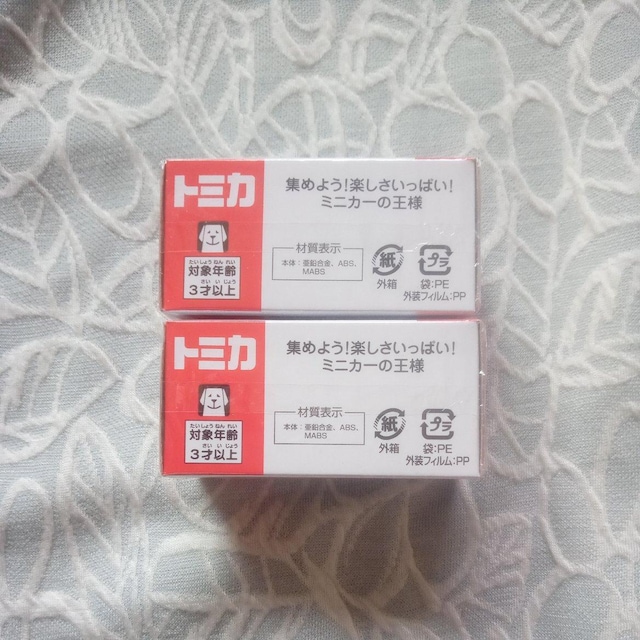 トミカ
集めよう!楽しさいっぱい!
ミニカーの王様
たいしょうねんれい
対象年齢
さいいじょう
3才以上
材質表示
本体:亜鉛合金、ABS、
MABS
紙
外箱
プラ
袋:PE
外装フィルム:PP
トミカ
集めよう!楽しさいっぱい!
ミニカーの王様
たいしょうねんれい
対象年齢
さいいじょう
3才以上
材質表示
本体:亜鉛合金、ABS、
MABS
紙
外箱
プラ
袋:PE
外装フィルム:PP